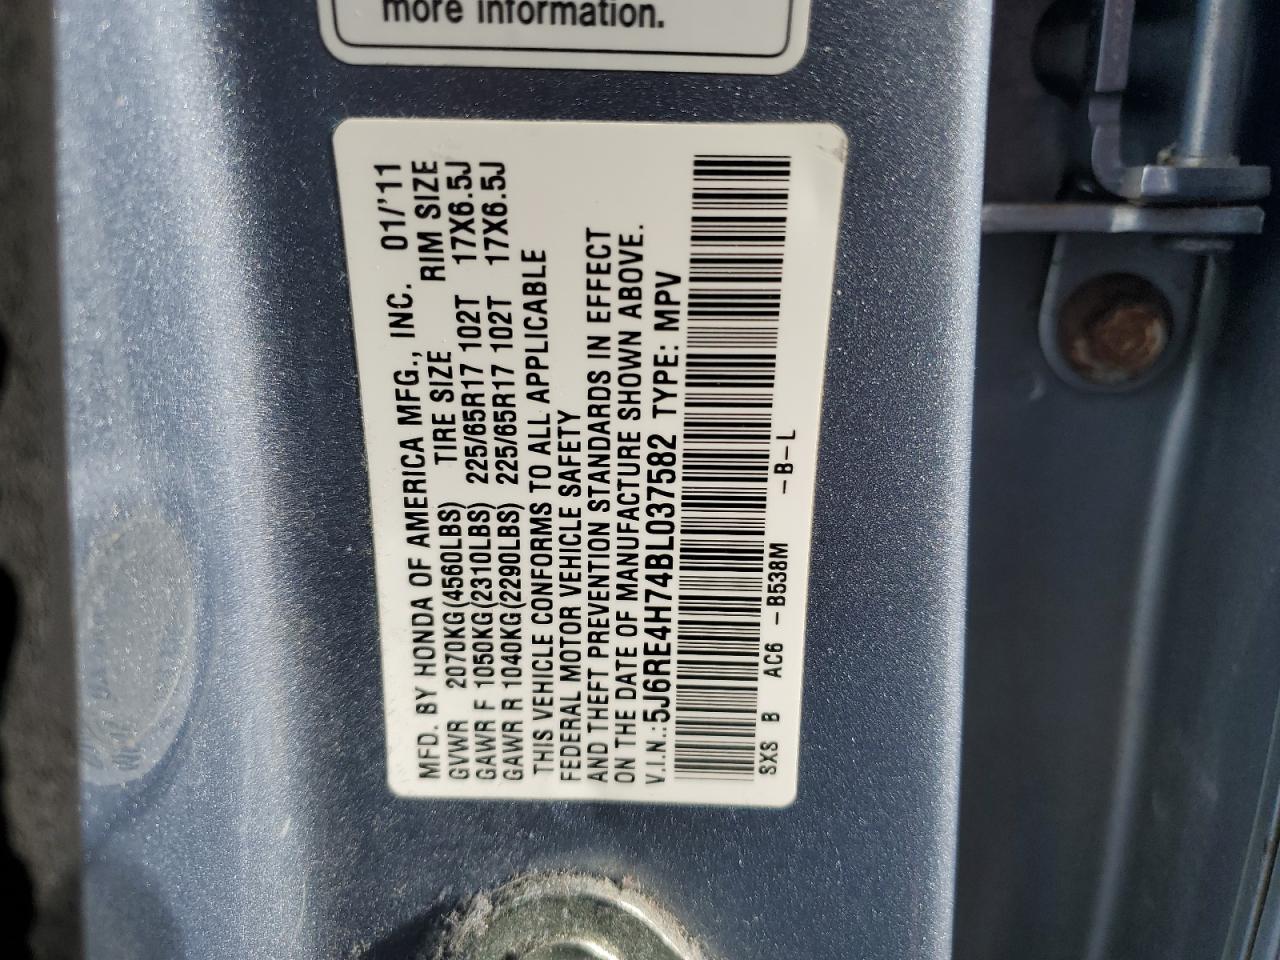 more information.
MFD. BY HONDA OF AMERICA MFG., INC. 01/'11
GVWR 2070KG(4560LBS) TIRE SIZE RIM SIZE
GAWR F 1050KG(2310LBS) 225/65R17 102T 17X6.5J
GAWR R 1040KG(2290LBS) 225/65R17 102T 17X6.5J
THIS VEHICLE CONFORMS TO ALL APPLICABLE
FEDERAL MOTOR VEHICLE SAFETY
AND THEFT PREVENTION STANDARDS IN EFFECT
ON THE DATE OF MANUFACTURE SHOWN ABOVE.
V.I.N.:5J6RE4H74BL037582 TYPE: MPV
SXS B AC6 -B538M -B-L